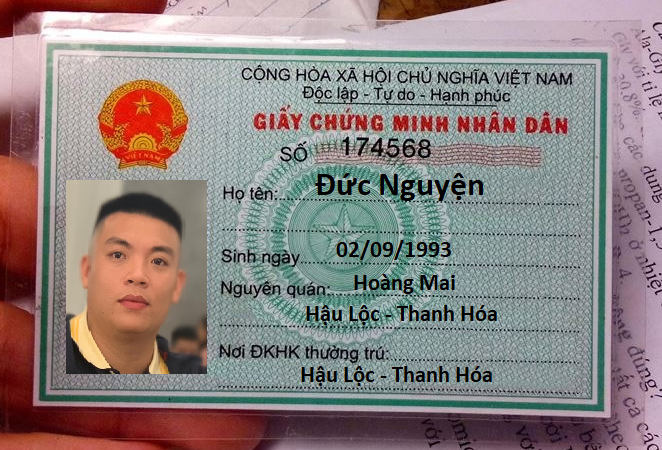 CỘNG HÒA XÃ HỘI CHỦ NGHĨA VIỆT NAM
Độc lập - Tự do - Hạnh phúc
GIẤY CHỨNG MINH NHÂN DÂN
SỐ 174568
VIỆT NAM
Họ tên: Đức Nguyện
Sinh ngày 02/09/1993
Nguyên quán: Hoàng Mai
Hậu Lộc - Thanh Hóa
Nơi ĐKHK thường trú:
Hậu Lộc - Thanh Hóa